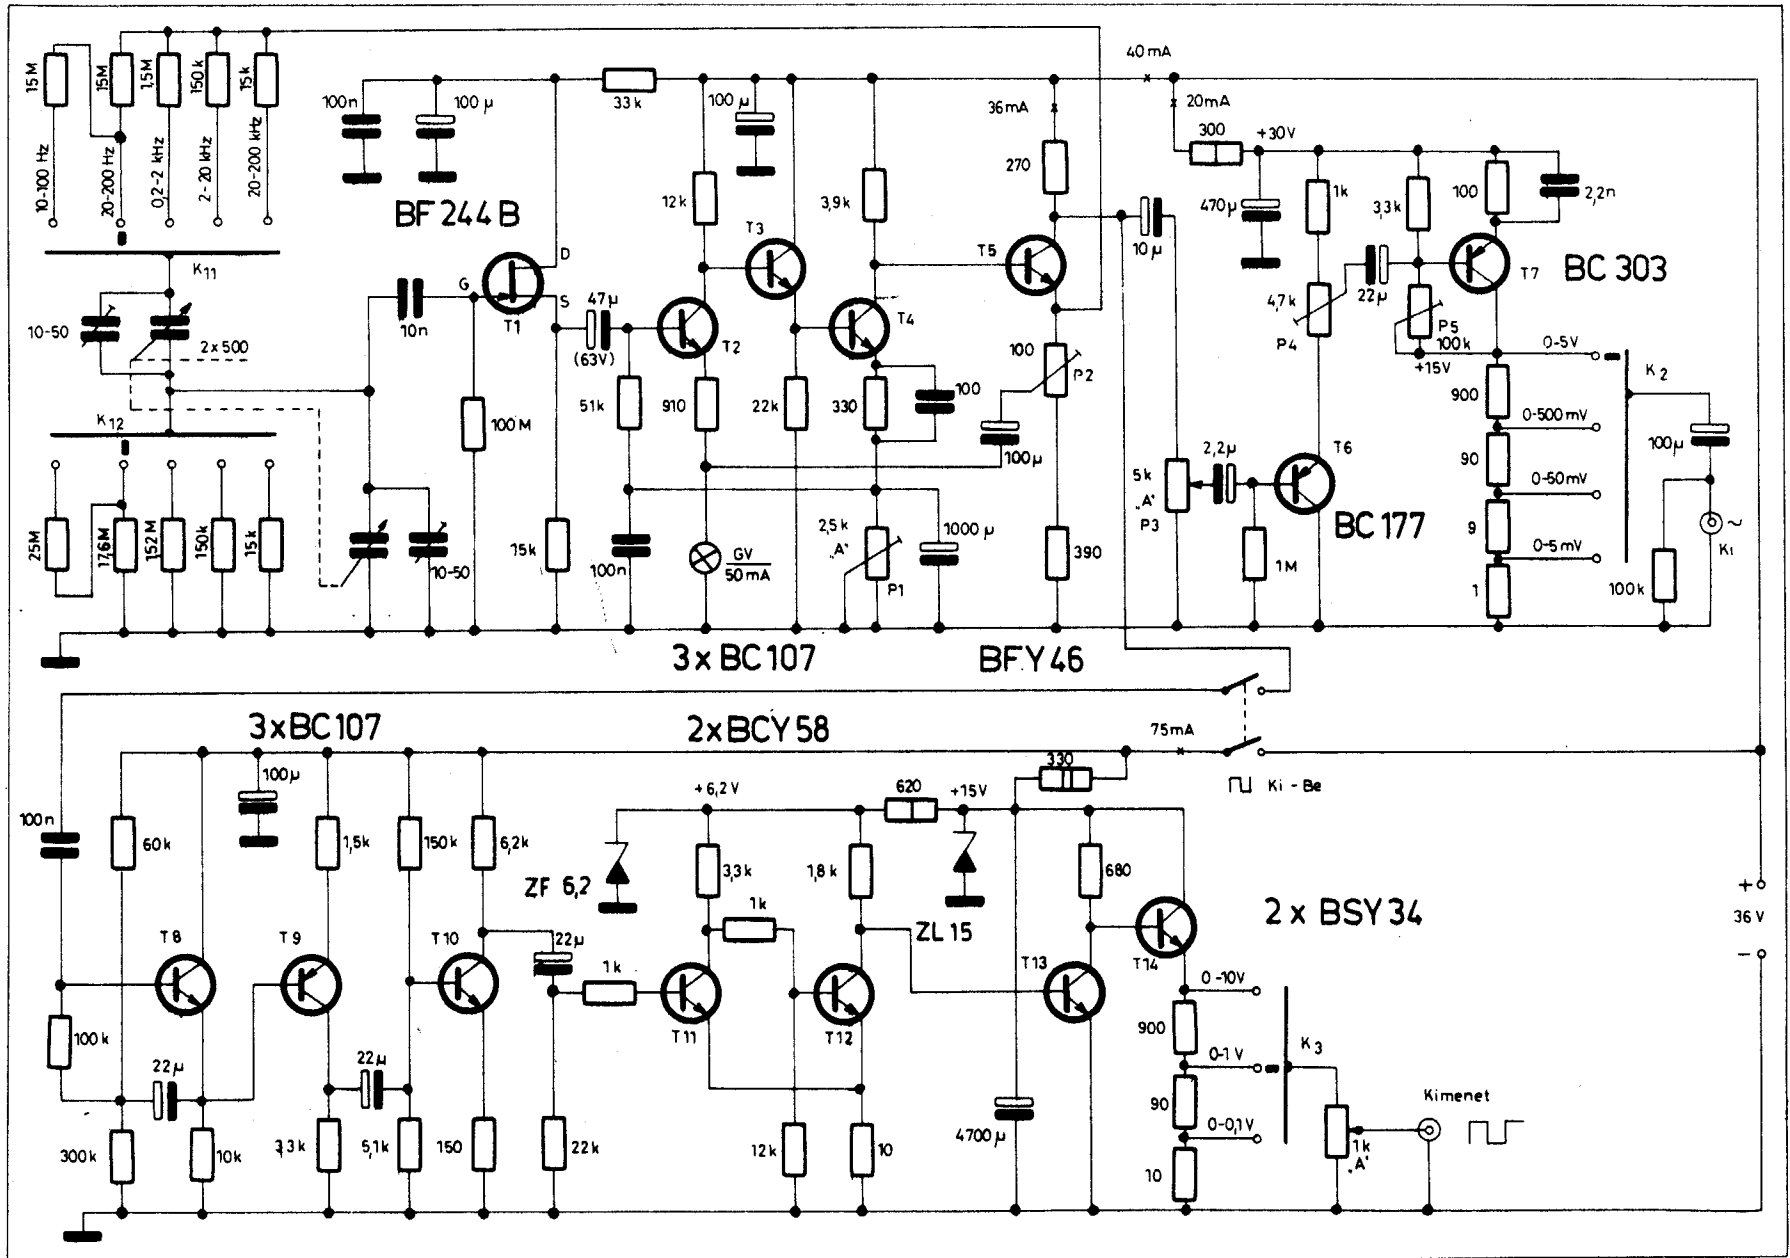 15M
15M
1,5M
150k
15k
10-100 Hz
20-200 Hz
0,2-2 kHz
2-20 kHz
20-200 kHz
K11
10-50
2x500
K12
25M
17,6M
152M
150k
15k
10-50
100n
100µ
33k
BF 244 B
10n
G
D
S
T1
100M
47µ
(63V)
15k
12k
T2
51k
910
100n
GV
50mA
100µ
T3
22k
3,9k
T4
330
100
100µ
2,5k
"A"
P1
1000µ
36mA
270
T5
100
P2
390
40mA
20mA
300
+30V
470µ
10µ
5k
"A"
P3
2,2µ
1M
1k
4,7k
P4
T6
BC 177
22µ
3,3k
P5
100k
+15V
100
2,2n
T7
BC 303
0-5V
900
0-500mV
90
0-50mV
9
0-5mV
1
K2
100µ
100k
~
K1
3xBC107
BFY46
3xBC107
2xBCY58
75mA
Ki-Be
100n
60k
100µ
T8
100k
22µ
300k
10k
1,5k
T9
22µ
3,3k
150k
5,1k
6,2k
T10
150
22µ
1k
22k
ZF 6,2
+6,2V
3,3k
1k
T11
12k
1,8k
T12
10
620
+15V
330
ZL 15
4700µ
680
T13
T14
2 x BSY34
0-10V
900
0-1V
90
0-0,1V
10
K3
1k
"A"
Kimenet
+
36V
−